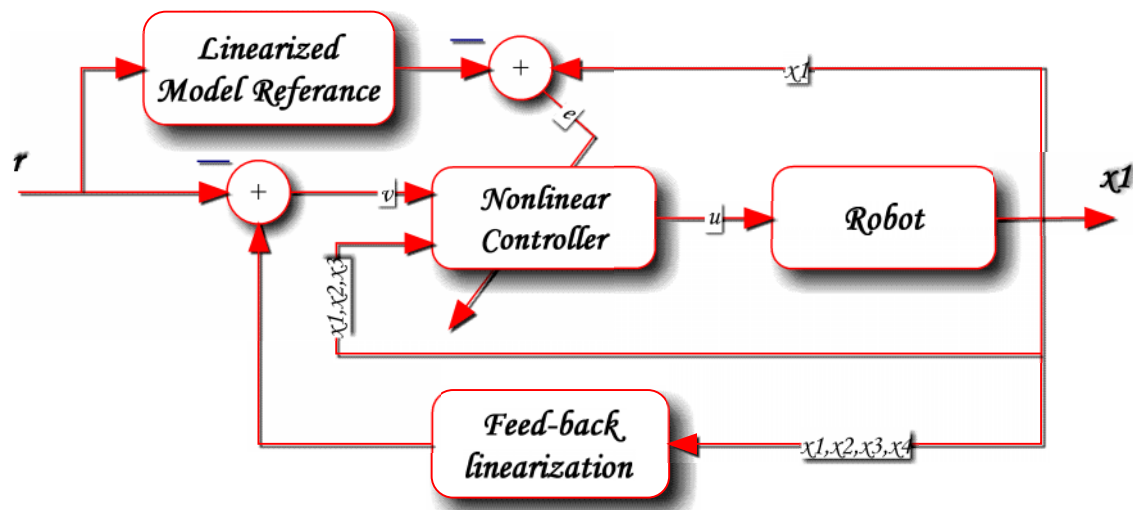 Linearized
Model Referance
+
x1
e
r
+
v
Nonlinear
Controller
u
Robot
x1
x1,x2,x3
Feed-back
linearization
x1,x2,x3,x4